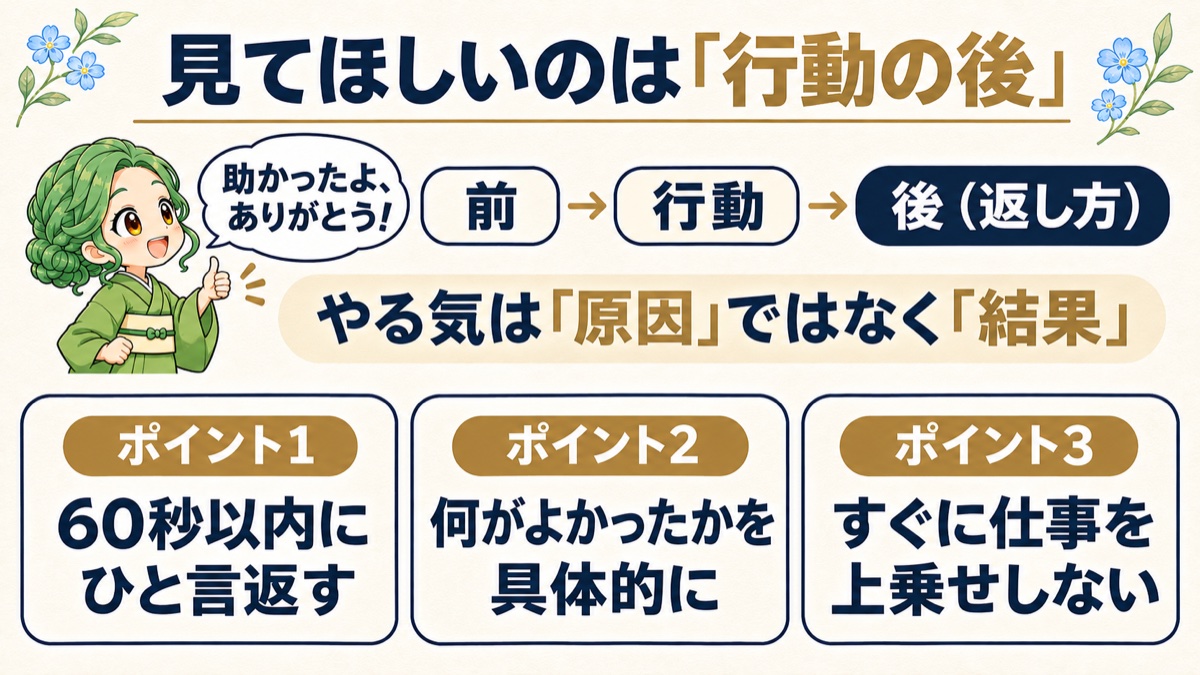 見てほしいのは「行動の後」
助かったよ、
ありがとう!
前 → 行動 → 後（返し方）
やる気は「原因」ではなく「結果」
ポイント1
60秒以内に
ひと言返す
ポイント2
何がよかったかを
具体的に
ポイント3
すぐに仕事を
上乗せしない